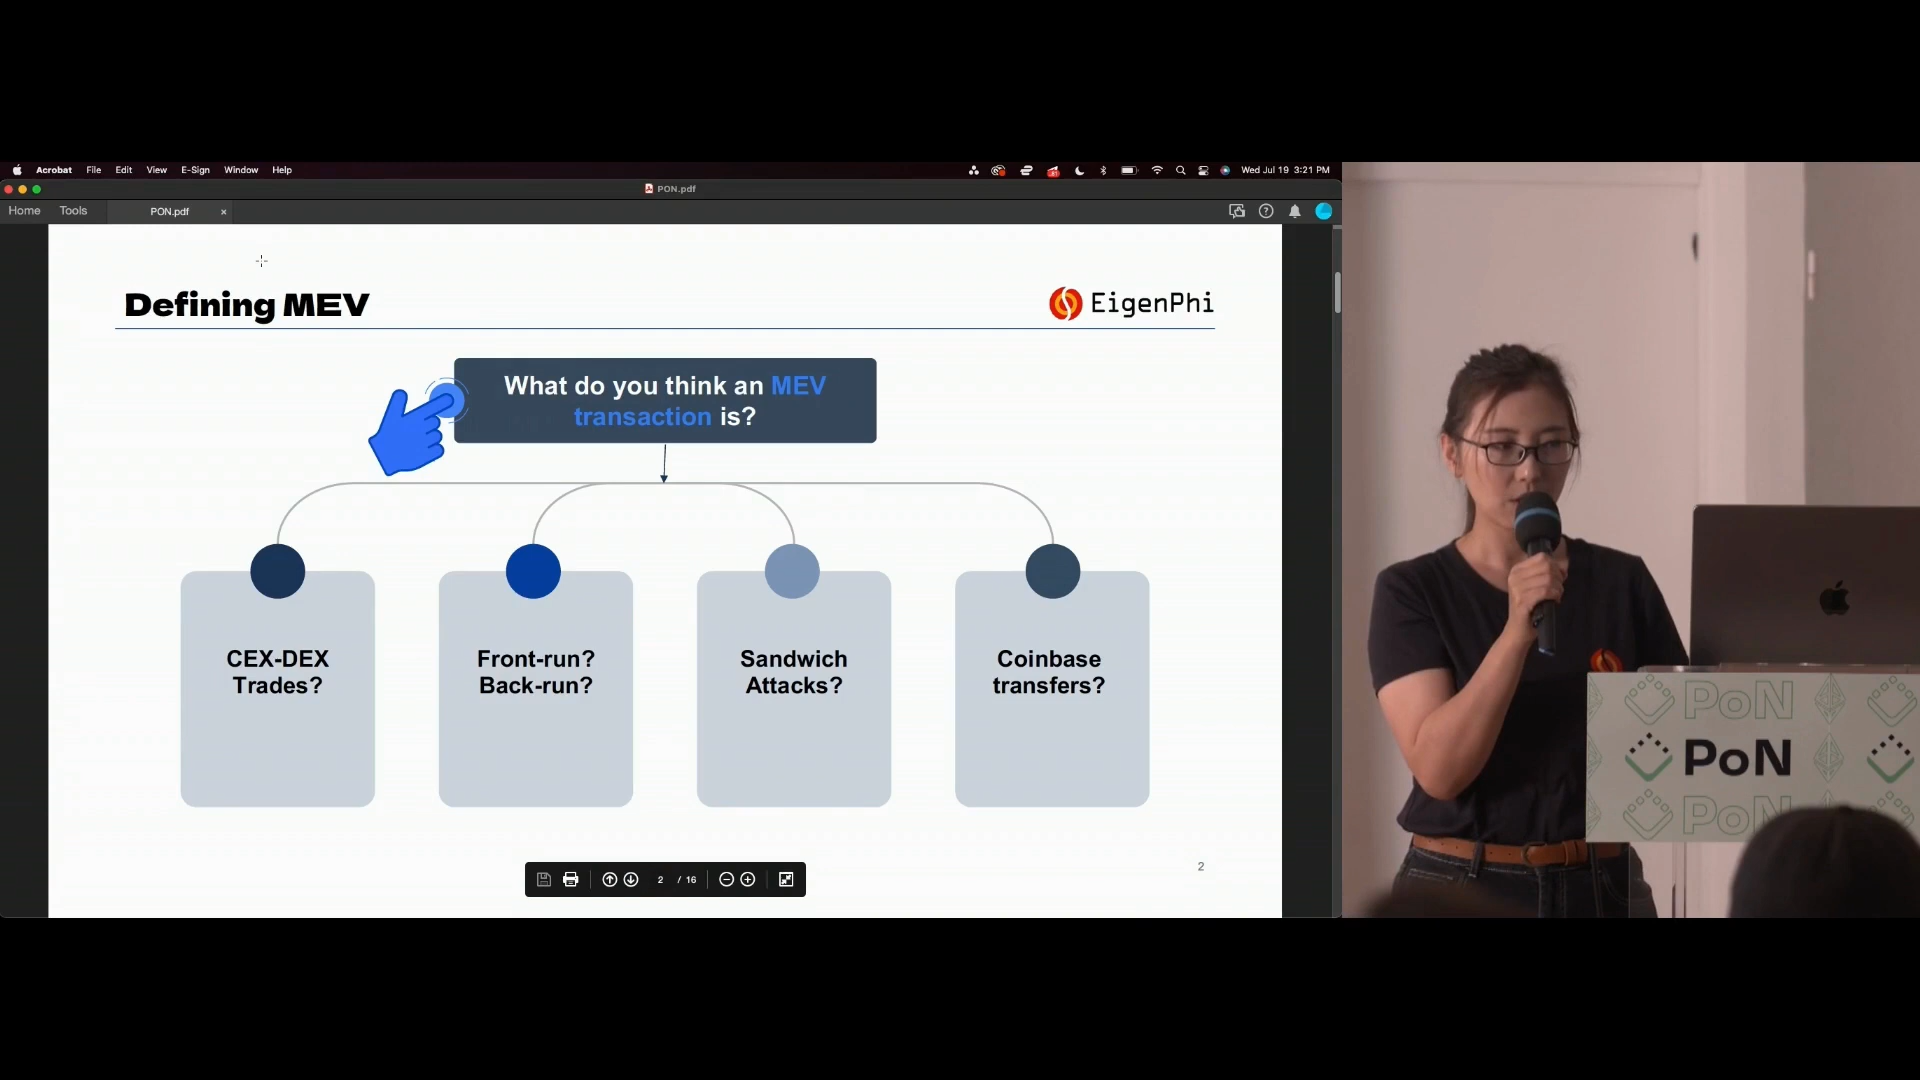 Acrobat File Edit View E-Sign Window Help
Wed Jul 19 3:21 PM
PON.pdf
Home Tools PON.pdf
Defining MEV
EigenPhi
What do you think an MEV
transaction is?
CEX-DEX
Trades?
Front-run?
Back-run?
Sandwich
Attacks?
Coinbase
transfers?
2
2 / 16
PoN
PoN
PoN